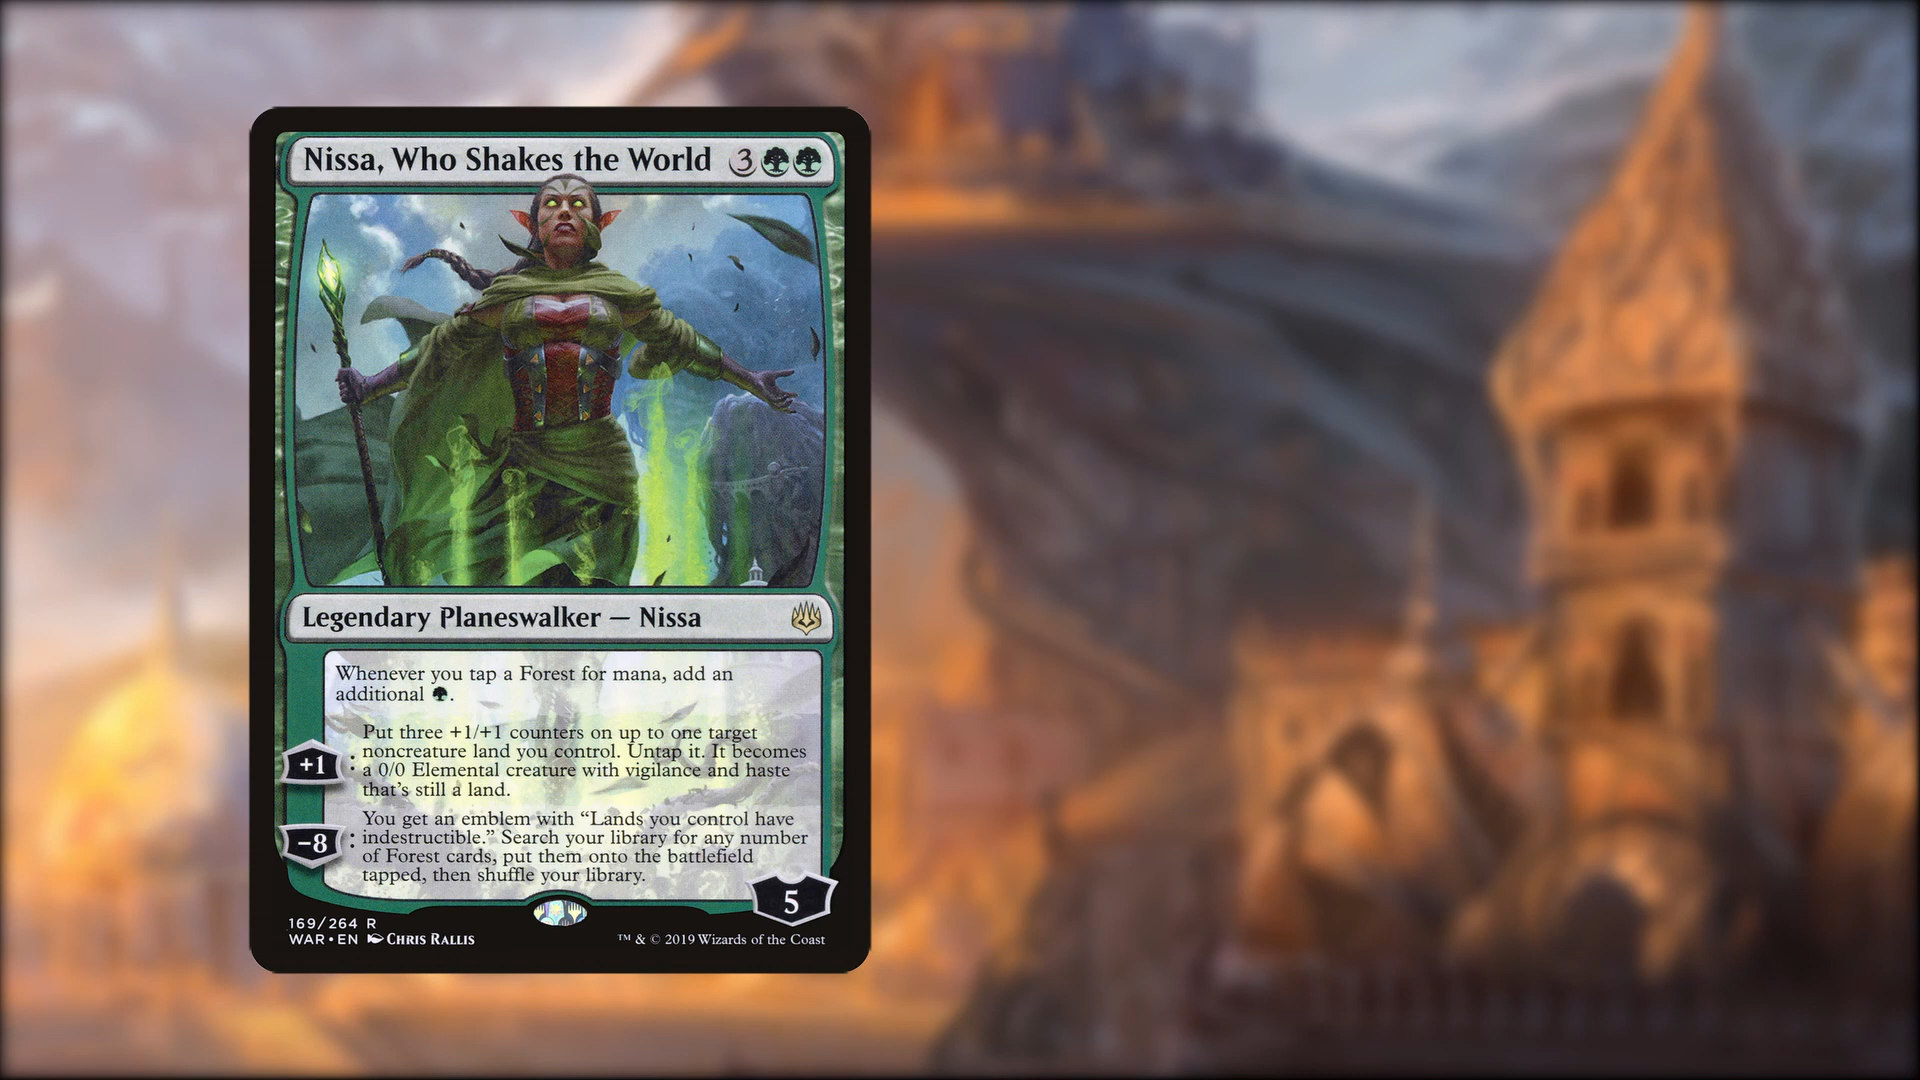 Nissa, Who Shakes the World 3
Legendary Planeswalker — Nissa
Whenever you tap a Forest for mana, add an
additional .
+1: Put three +1/+1 counters on up to one target
noncreature land you control. Untap it. It becomes
a 0/0 Elemental creature with vigilance and haste
that's still a land.
−8: You get an emblem with “Lands you control have
indestructible.” Search your library for any number
of Forest cards, put them onto the battlefield
tapped, then shuffle your library.
5
169/264 R
WAR • EN Chris Rallis
™ & © 2019 Wizards of the Coast